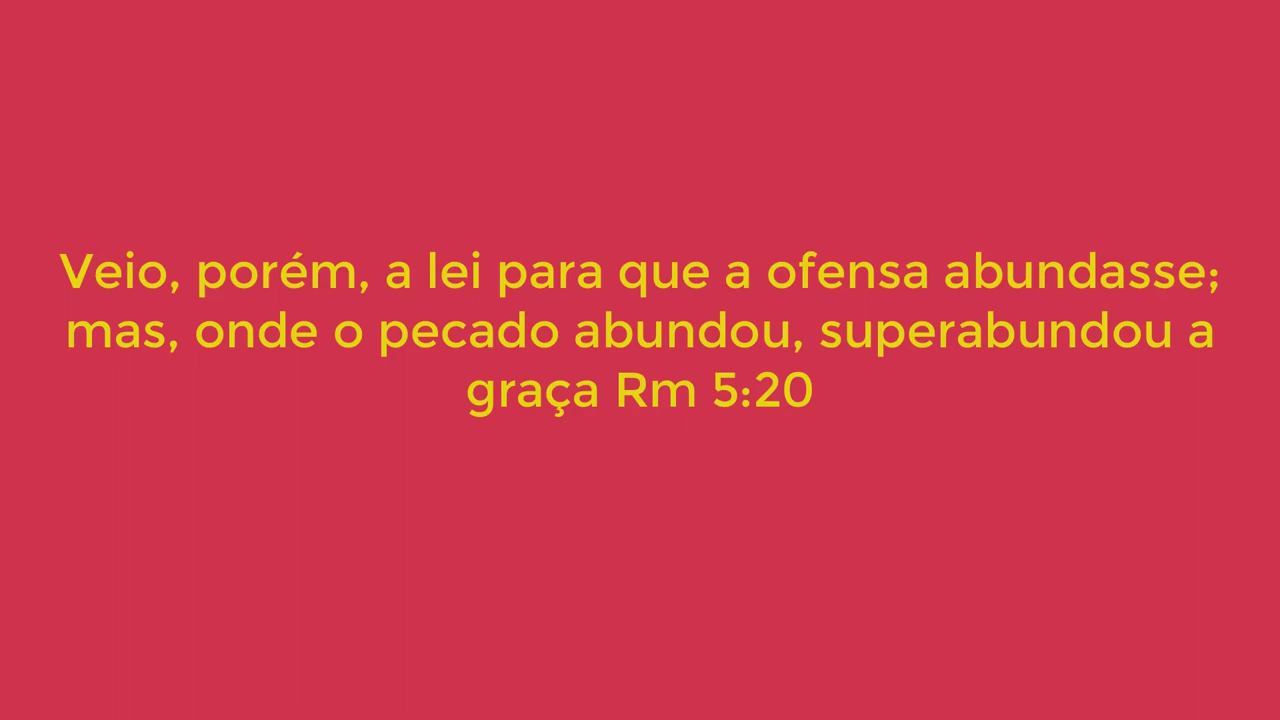 Veio, porém, a lei para que a ofensa abundasse;
mas, onde o pecado abundou, superabundou a
graça Rm 5:20